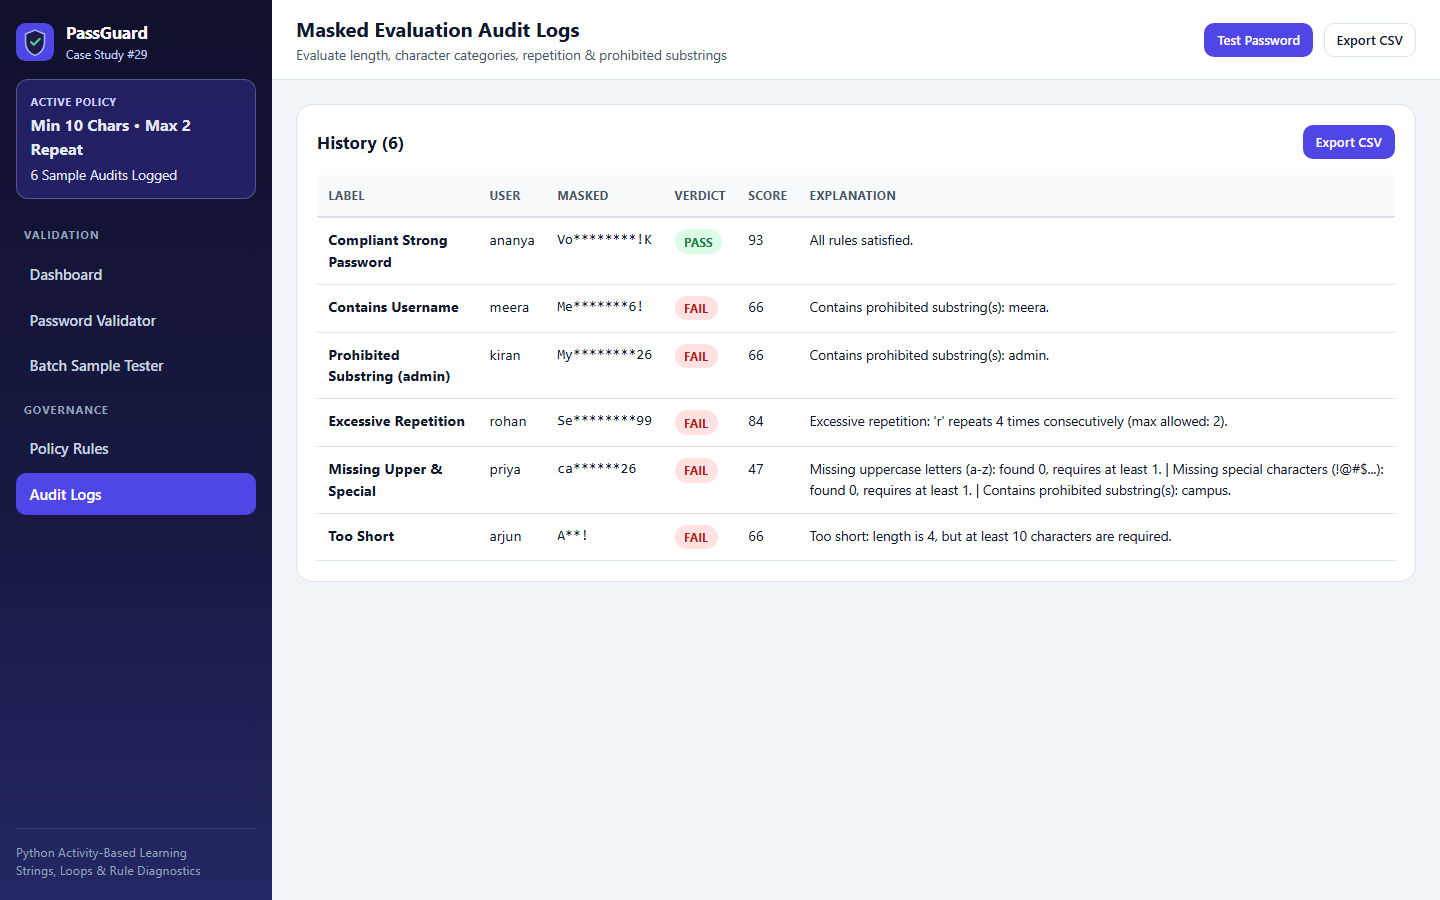 PassGuard
Case Study #29
ACTIVE POLICY
Min 10 Chars • Max 2
Repeat
6 Sample Audits Logged
VALIDATION
Dashboard
Password Validator
Batch Sample Tester
GOVERNANCE
Policy Rules
Audit Logs
Python Activity-Based Learning
Strings, Loops & Rule Diagnostics
Masked Evaluation Audit Logs
Evaluate length, character categories, repetition & prohibited substrings
Test Password
Export CSV
History (6)
Export CSV
LABEL USER MASKED VERDICT SCORE EXPLANATION
Compliant Strong Password ananya Vo********!K PASS 93 All rules satisfied.
Contains Username meera Me*******6! FAIL 66 Contains prohibited substring(s): meera.
Prohibited Substring (admin) kiran My********26 FAIL 66 Contains prohibited substring(s): admin.
Excessive Repetition rohan Se********99 FAIL 84 Excessive repetition: 'r' repeats 4 times consecutively (max allowed: 2).
Missing Upper & Special priya ca******26 FAIL 47 Missing uppercase letters (a-z): found 0, requires at least 1. | Missing special characters (!@#$...): found 0, requires at least 1. | Contains prohibited substring(s): campus.
Too Short arjun A**! FAIL 66 Too short: length is 4, but at least 10 characters are required.